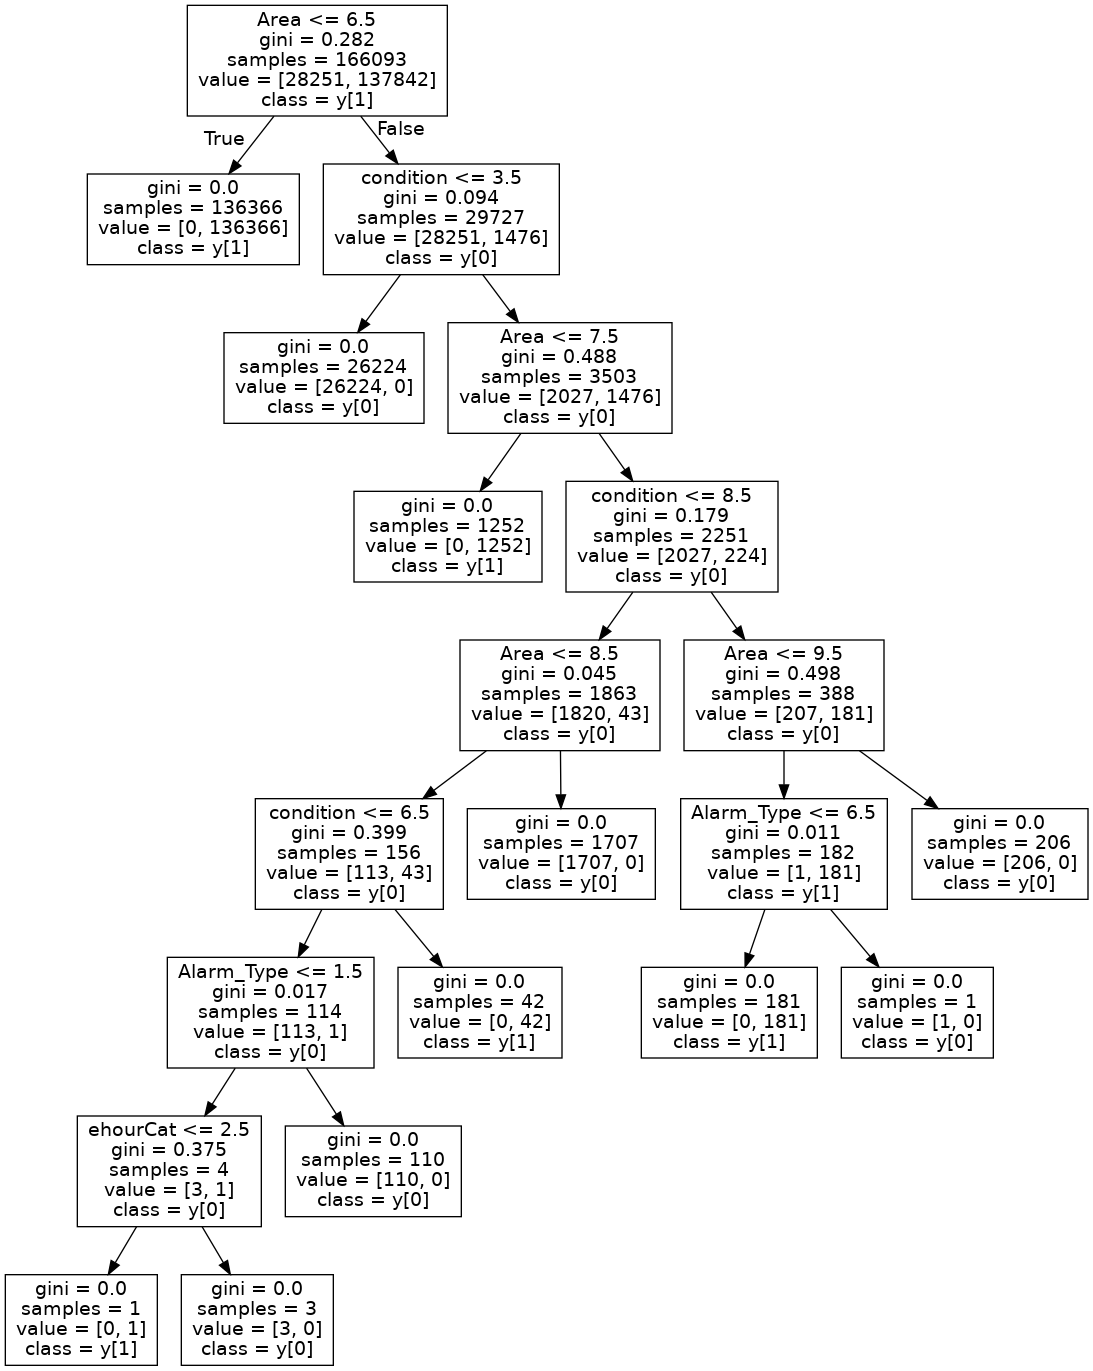 Area <= 6.5
gini = 0.282
samples = 166093
value = [28251, 137842]
class = y[1]
True
False
gini = 0.0
samples = 136366
value = [0, 136366]
class = y[1]
condition <= 3.5
gini = 0.094
samples = 29727
value = [28251, 1476]
class = y[0]
gini = 0.0
samples = 26224
value = [26224, 0]
class = y[0]
Area <= 7.5
gini = 0.488
samples = 3503
value = [2027, 1476]
class = y[0]
gini = 0.0
samples = 1252
value = [0, 1252]
class = y[1]
condition <= 8.5
gini = 0.179
samples = 2251
value = [2027, 224]
class = y[0]
Area <= 8.5
gini = 0.045
samples = 1863
value = [1820, 43]
class = y[0]
Area <= 9.5
gini = 0.498
samples = 388
value = [207, 181]
class = y[0]
condition <= 6.5
gini = 0.399
samples = 156
value = [113, 43]
class = y[0]
gini = 0.0
samples = 1707
value = [1707, 0]
class = y[0]
Alarm_Type <= 6.5
gini = 0.011
samples = 182
value = [1, 181]
class = y[1]
gini = 0.0
samples = 206
value = [206, 0]
class = y[0]
Alarm_Type <= 1.5
gini = 0.017
samples = 114
value = [113, 1]
class = y[0]
gini = 0.0
samples = 42
value = [0, 42]
class = y[1]
gini = 0.0
samples = 181
value = [0, 181]
class = y[1]
gini = 0.0
samples = 1
value = [1, 0]
class = y[0]
ehourCat <= 2.5
gini = 0.375
samples = 4
value = [3, 1]
class = y[0]
gini = 0.0
samples = 110
value = [110, 0]
class = y[0]
gini = 0.0
samples = 1
value = [0, 1]
class = y[1]
gini = 0.0
samples = 3
value = [3, 0]
class = y[0]